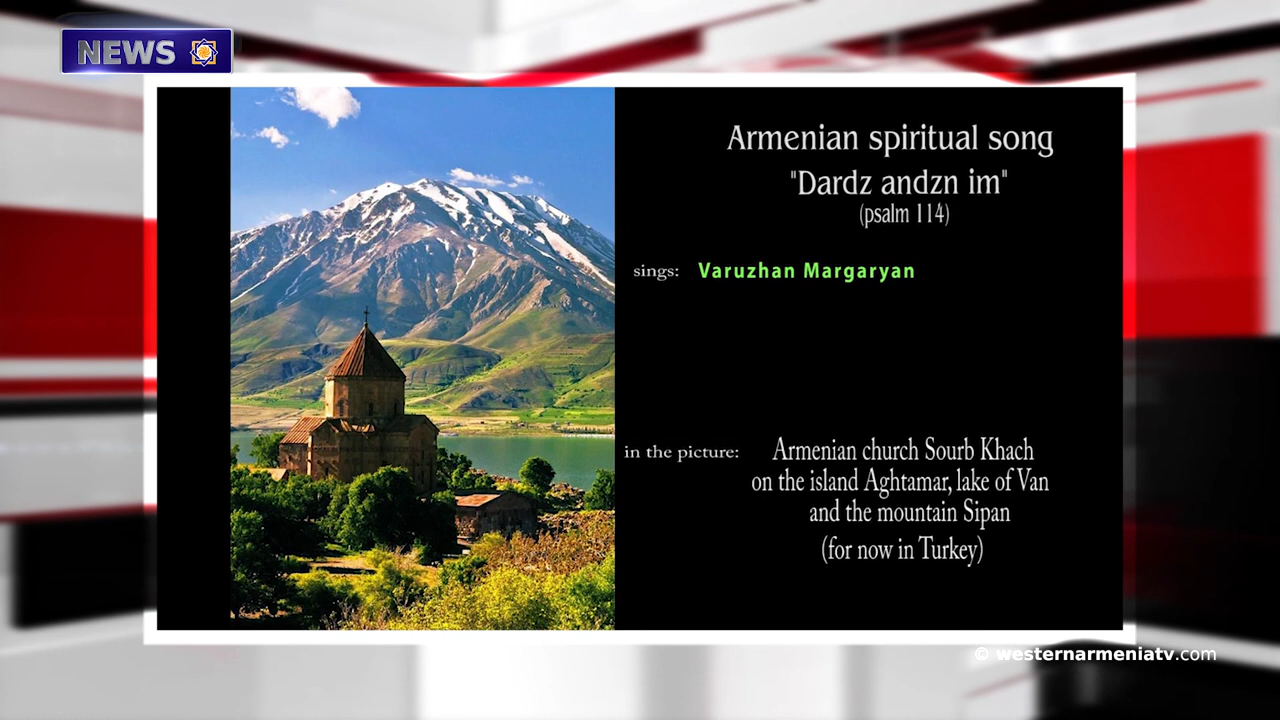 NEWS
Armenian spiritual song
"Dardz andzn im"
(psalm 114)
sings: Varuzhan Margaryan
in the picture: Armenian church Sourb Khach
on the island Aghtamar, lake of Van
and the mountain Sipan
(for now in Turkey)
© westernarmeniatv.com